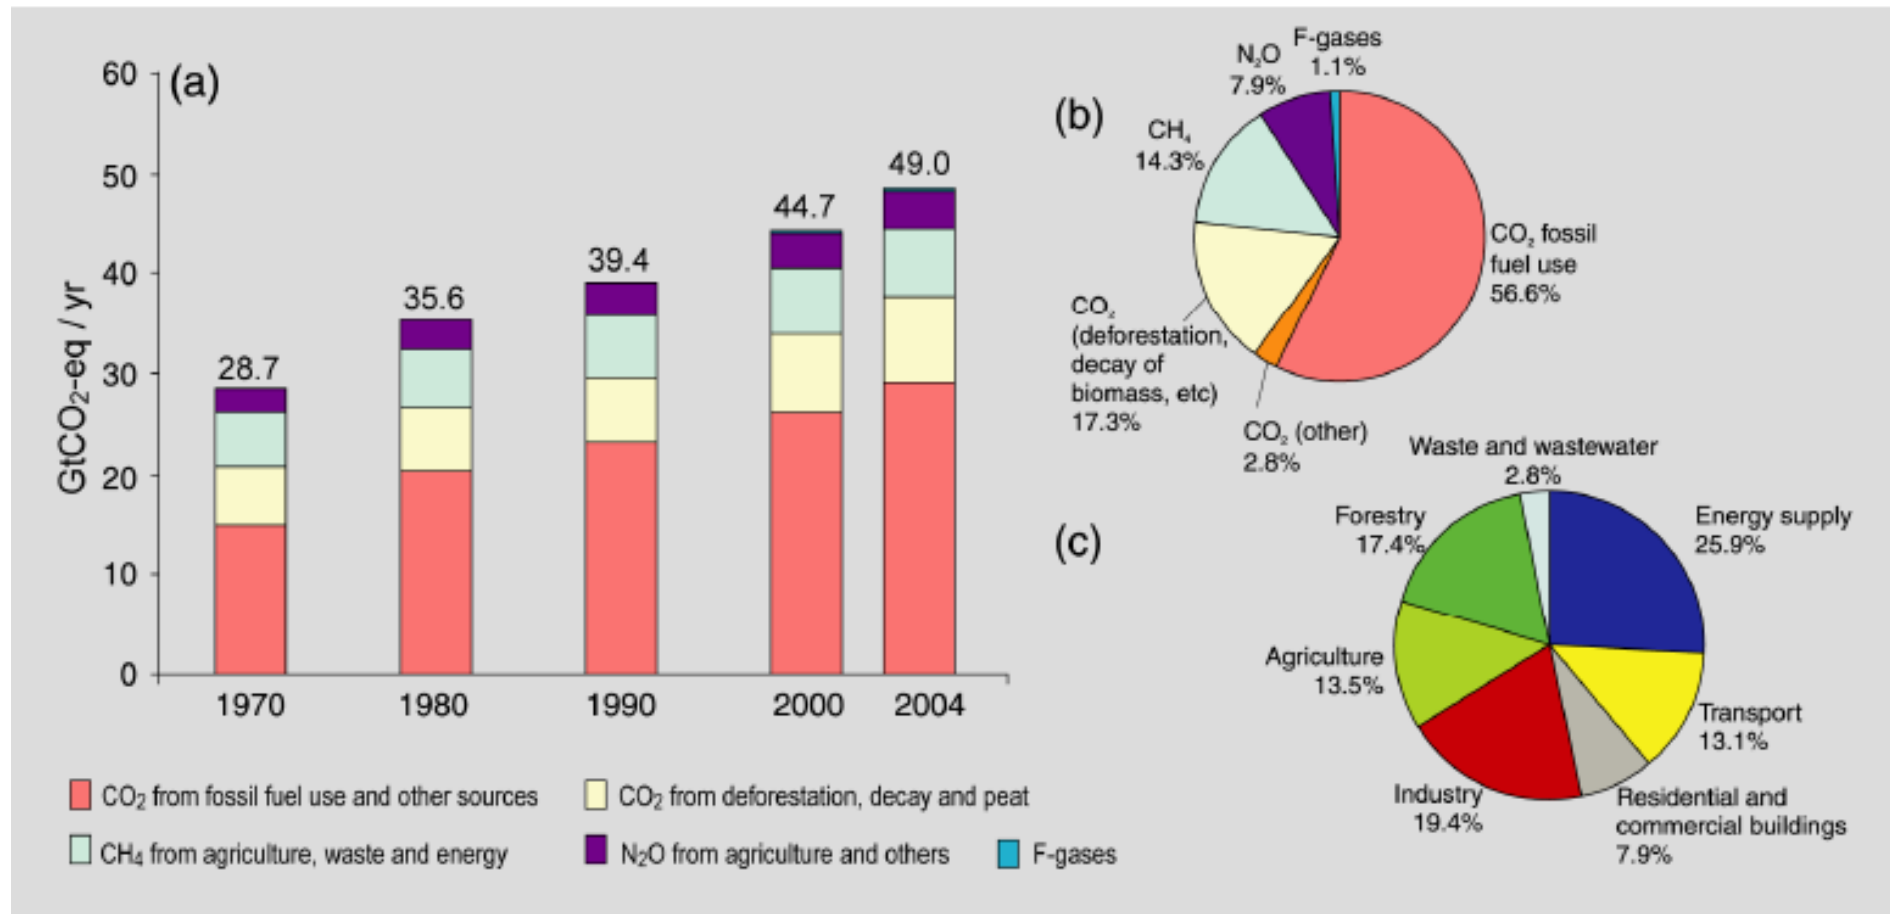 (a)
GtCO₂-eq / yr
60
50
40
30
20
10
0
28.7
35.6
39.4
44.7
49.0
1970
1980
1990
2000
2004
CO₂ from fossil fuel use and other sources
CO₂ from deforestation, decay and peat
CH₄ from agriculture, waste and energy
N₂O from agriculture and others
F-gases
(b)
F-gases
1.1%
N₂O
7.9%
CH₄
14.3%
CO₂ fossil
fuel use
56.6%
CO₂
(deforestation,
decay of
biomass, etc)
17.3%
CO₂ (other)
2.8%
(c)
Waste and wastewater
2.8%
Forestry
17.4%
Energy supply
25.9%
Agriculture
13.5%
Transport
13.1%
Industry
19.4%
Residential and
commercial buildings
7.9%